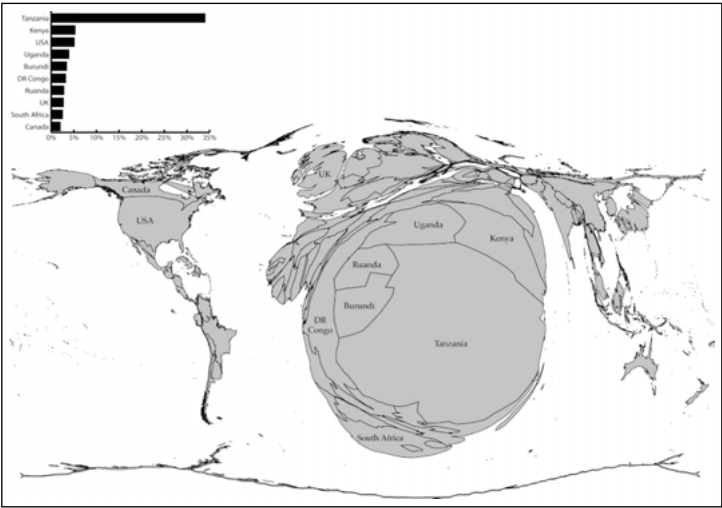 Tanzania
Kenya
USA
Uganda
Burundi
DR Congo
Ruanda
UK
South Africa
Canada
0% 5% 10% 15% 20% 25% 30% 35%
UK
Canada
USA
Uganda
Kenya
Ruanda
Burundi
DR
Congo
Tanzania
South Africa